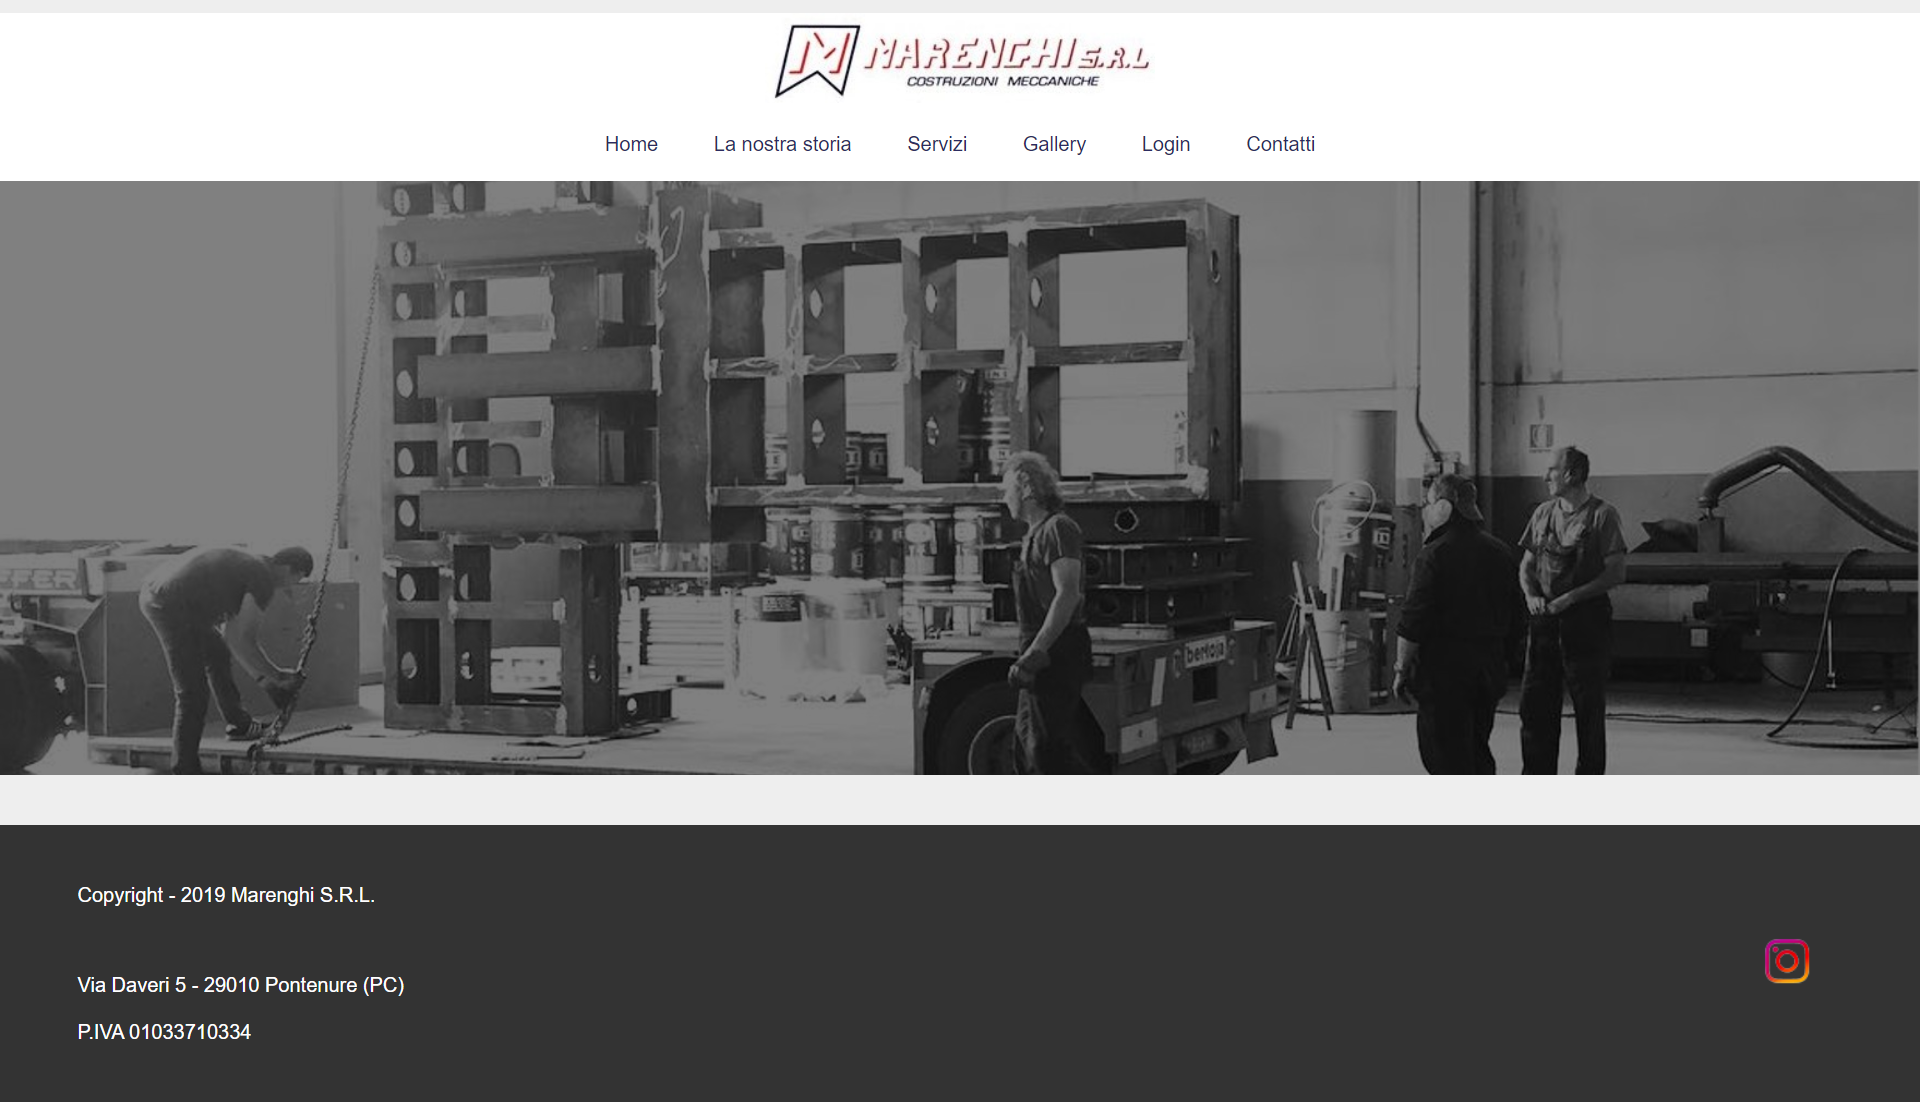 MARENGHI S.R.L
COSTRUZIONI MECCANICHE
Home La nostra storia Servizi Gallery Login Contatti
FER
bertoja
Copyright - 2019 Marenghi S.R.L.
Via Daveri 5 - 29010 Pontenure (PC)
P.IVA 01033710334